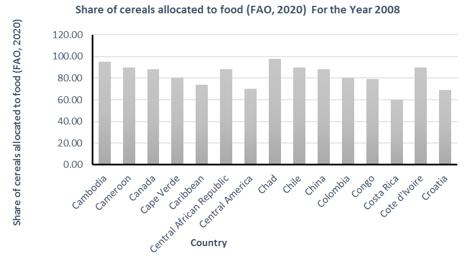 Share of cereals allocated to food (FAO, 2020)  For the Year 2008
Share of cereals allocated to food (FAO, 2020)
120.00
100.00
80.00
60.00
40.00
20.00
0.00
Cambodia
Cameroon
Canada
Cape Verde
Caribbean
Central African Republic
Central America
Chad
Chile
China
Colombia
Congo
Costa Rica
Cote d'Ivoire
Croatia
Country